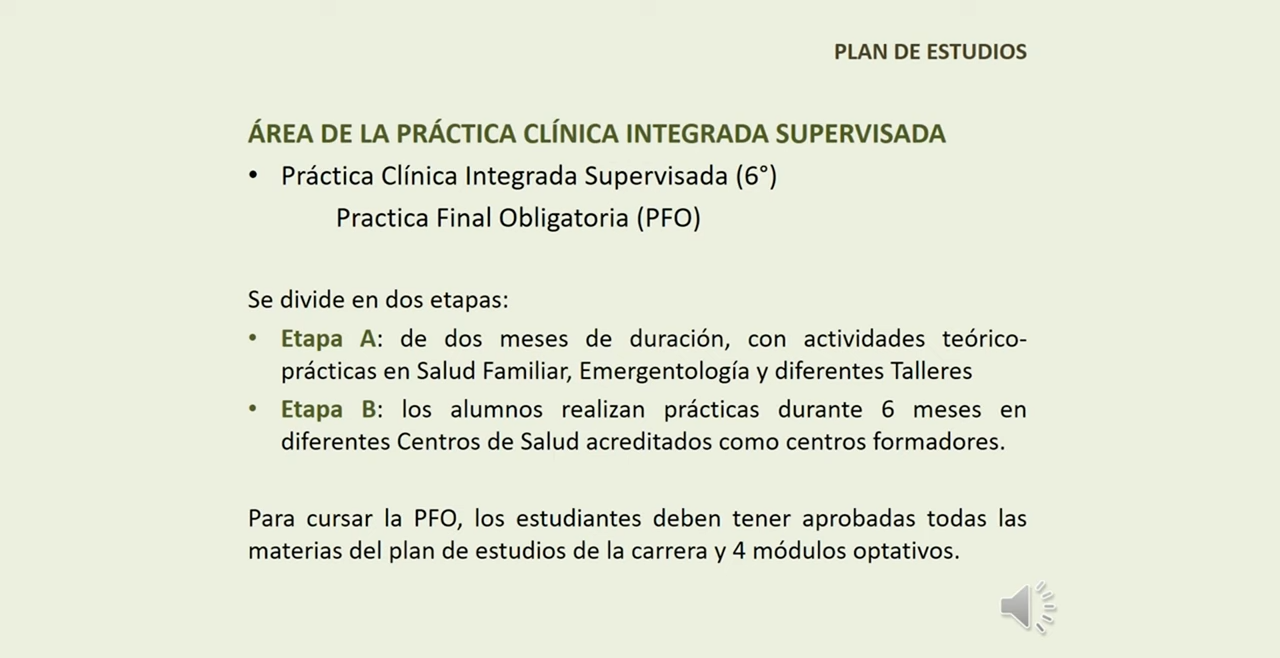 PLAN DE ESTUDIOS
ÁREA DE LA PRÁCTICA CLÍNICA INTEGRADA SUPERVISADA
• Práctica Clínica Integrada Supervisada (6°)
Practica Final Obligatoria (PFO)
Se divide en dos etapas:
• Etapa A: de dos meses de duración, con actividades teórico-
prácticas en Salud Familiar, Emergentología y diferentes Talleres
• Etapa B: los alumnos realizan prácticas durante 6 meses en
diferentes Centros de Salud acreditados como centros formadores.
Para cursar la PFO, los estudiantes deben tener aprobadas todas las
materias del plan de estudios de la carrera y 4 módulos optativos.